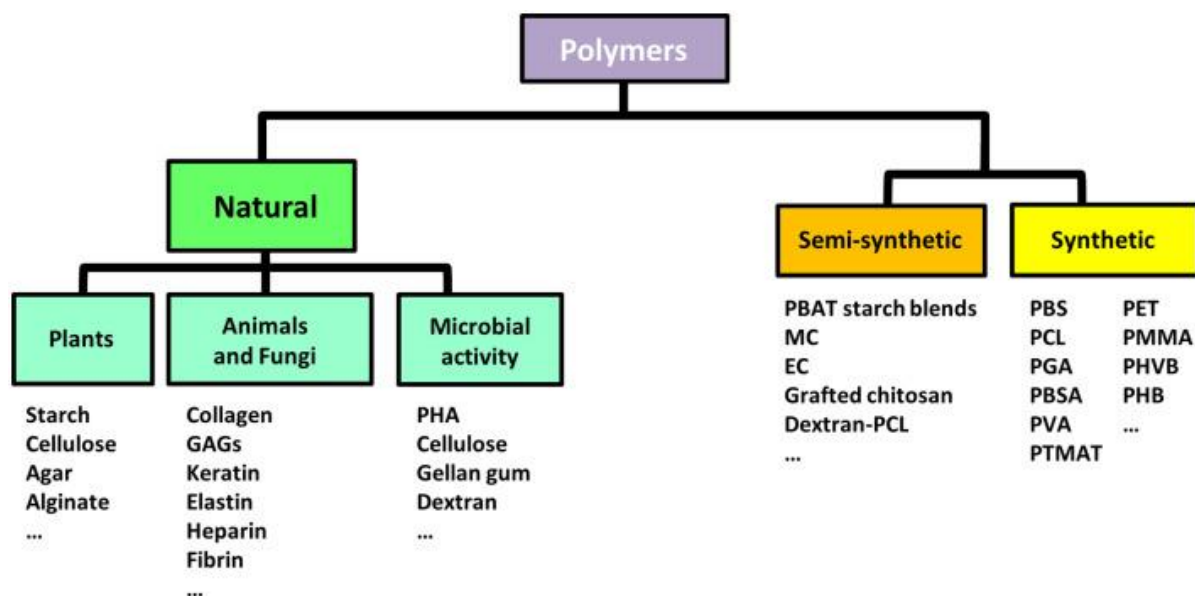 Polymers
Natural
Semi-synthetic
Synthetic
Plants
Animals
and Fungi
Microbial
activity
Starch
Cellulose
Agar
Alginate
...
Collagen
GAGs
Keratin
Elastin
Heparin
Fibrin
...
PHA
Cellulose
Gellan gum
Dextran
...
PBAT starch blends
MC
EC
Grafted chitosan
Dextran-PCL
...
PBS
PCL
PGA
PBSA
PVA
PTMAT
PET
PMMA
PHVB
PHB
...